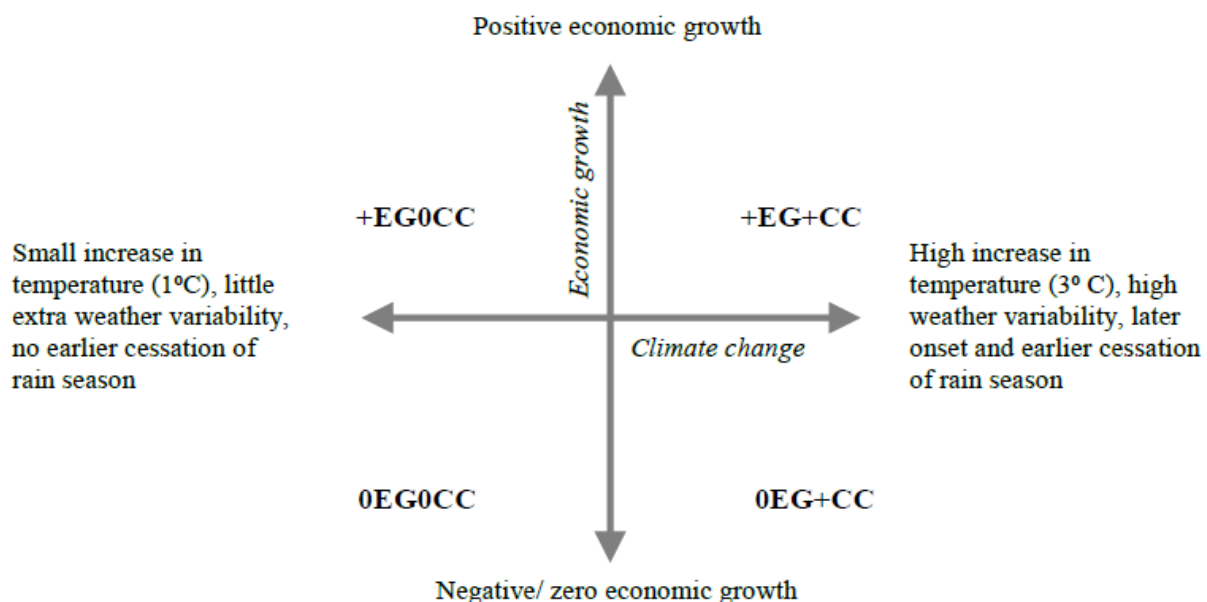 Positive economic growth
Economic growth
+EG0CC
+EG+CC
Small increase in
temperature (1⁰C), little
extra weather variability,
no earlier cessation of
rain season
High increase in
temperature (3⁰ C), high
weather variability, later
onset and earlier cessation
of rain season
Climate change
0EG0CC
0EG+CC
Negative/ zero economic growth